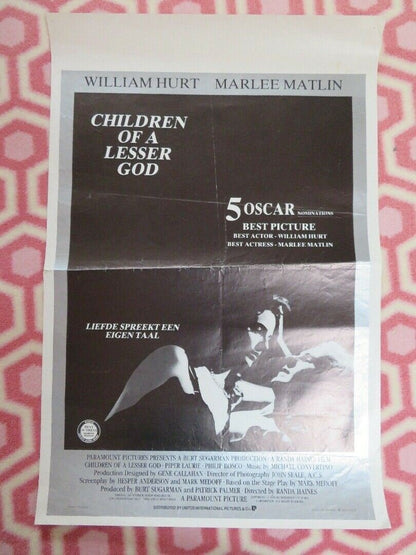 WILLIAM HURT MARLEE MATLIN
CHILDREN
OF A
LESSER
GOD
5 OSCAR NOMINATIONS
BEST PICTURE
BEST ACTOR - WILLIAM HURT
BEST ACTRESS - MARLEE MATLIN
LIEFDE SPREEKT EEN
EIGEN TAAL
PARAMOUNT PICTURES PRESENTS A BURT SUGARMAN PRODUCTION · A RANDA HAINES FILM
CHILDREN OF A LESSER GOD · PIPER LAURIE · PHILIP BOSCO · Music by MICHAEL CONVERTINO
Production Designed by GENE CALLAHAN · Director of Photography JOHN SEALE, A.C.S.
Screenplay by HESPER ANDERSON and MARK MEDOFF · Based on the Stage Play by MARK MEDOFF
Produced by BURT SUGARMAN and PATRICK PALMER · Directed by RANDA HAINES
A PARAMOUNT PICTURE
DISTRIBUTED BY UNITED INTERNATIONAL PICTURES